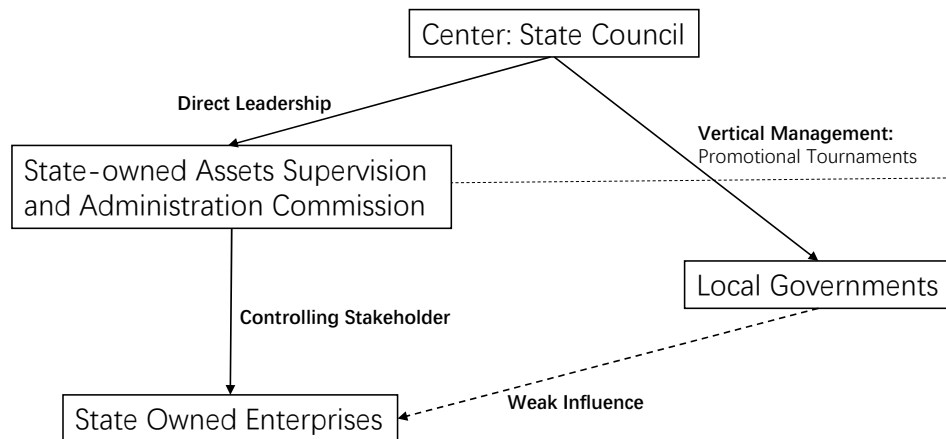 Center: State Council
Direct Leadership
Vertical Management:
Promotional Tournaments
State-owned Assets Supervision
and Administration Commission
Local Governments
Controlling Stakeholder
State Owned Enterprises
Weak Influence